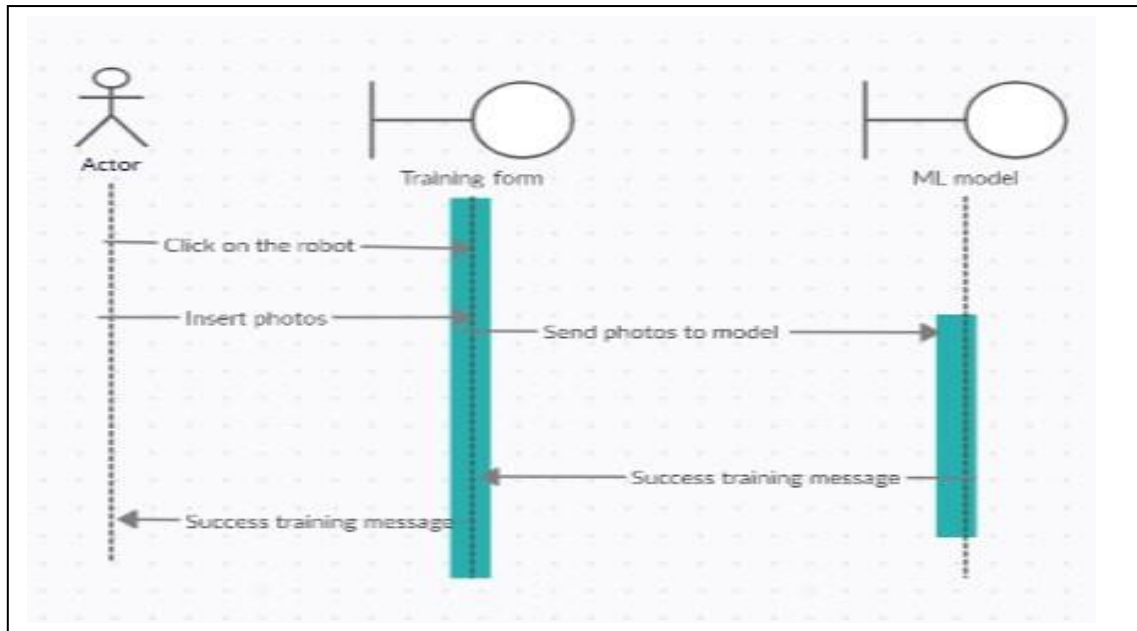 Actor
Training form
ML model
Click on the robot
Insert photos
Send photos to model
Success training message
Success training message